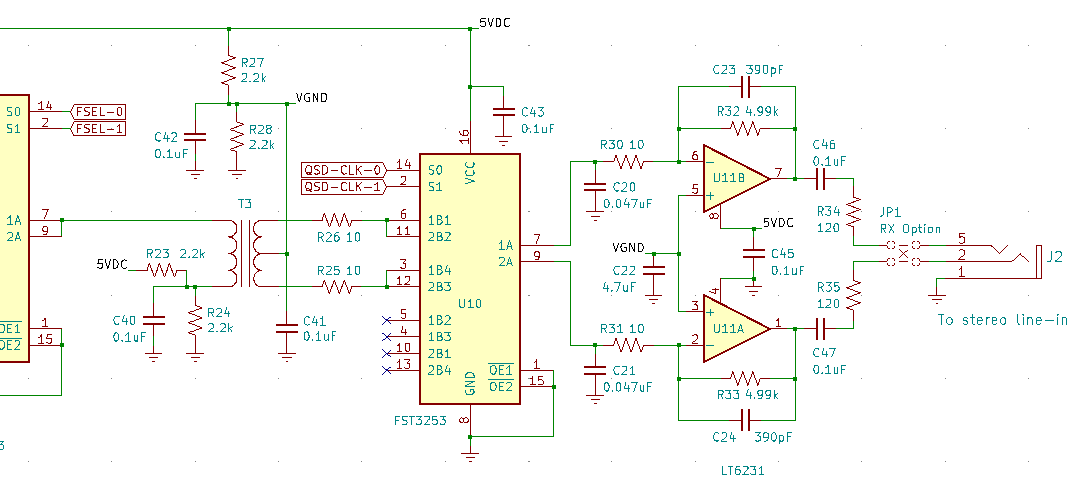 5VDC
R27
2.2k
VGND
S0 14 FSEL-0
S1 2 FSEL-1
C42
0.1uF
R28
2.2k
C43
0.1uF
16
VCC
QSD-CLK-0 14 S0
QSD-CLK-1 2 S1
T3
1A 7
2A 9
R26 10
6 1B1
11 2B2
R23 2.2k
5VDC
R25 10
3 1B4
12 2B3
U10
C40
0.1uF
R24
2.2k
C41
0.1uF
5 1B2
4 1B3
10 2B1
13 2B4
OE1 1
OE2 15
1A 7
2A 9
OE1 1
OE2 15
GND
8
FST3253
3
C23 390pF
R32 4.99k
R30 10
C20
0.047uF
6 −
5 +
U11B
7
8
5VDC
C46
0.1uF
R34
120
JP1
RX Option
5
2
1
J2
To stereo line-in
VGND
C22
4.7uF
C45
0.1uF
4
3 +
2 −
U11A
1
R35
120
C47
0.1uF
R31 10
C21
0.047uF
R33 4.99k
C24 390pF
LT6231